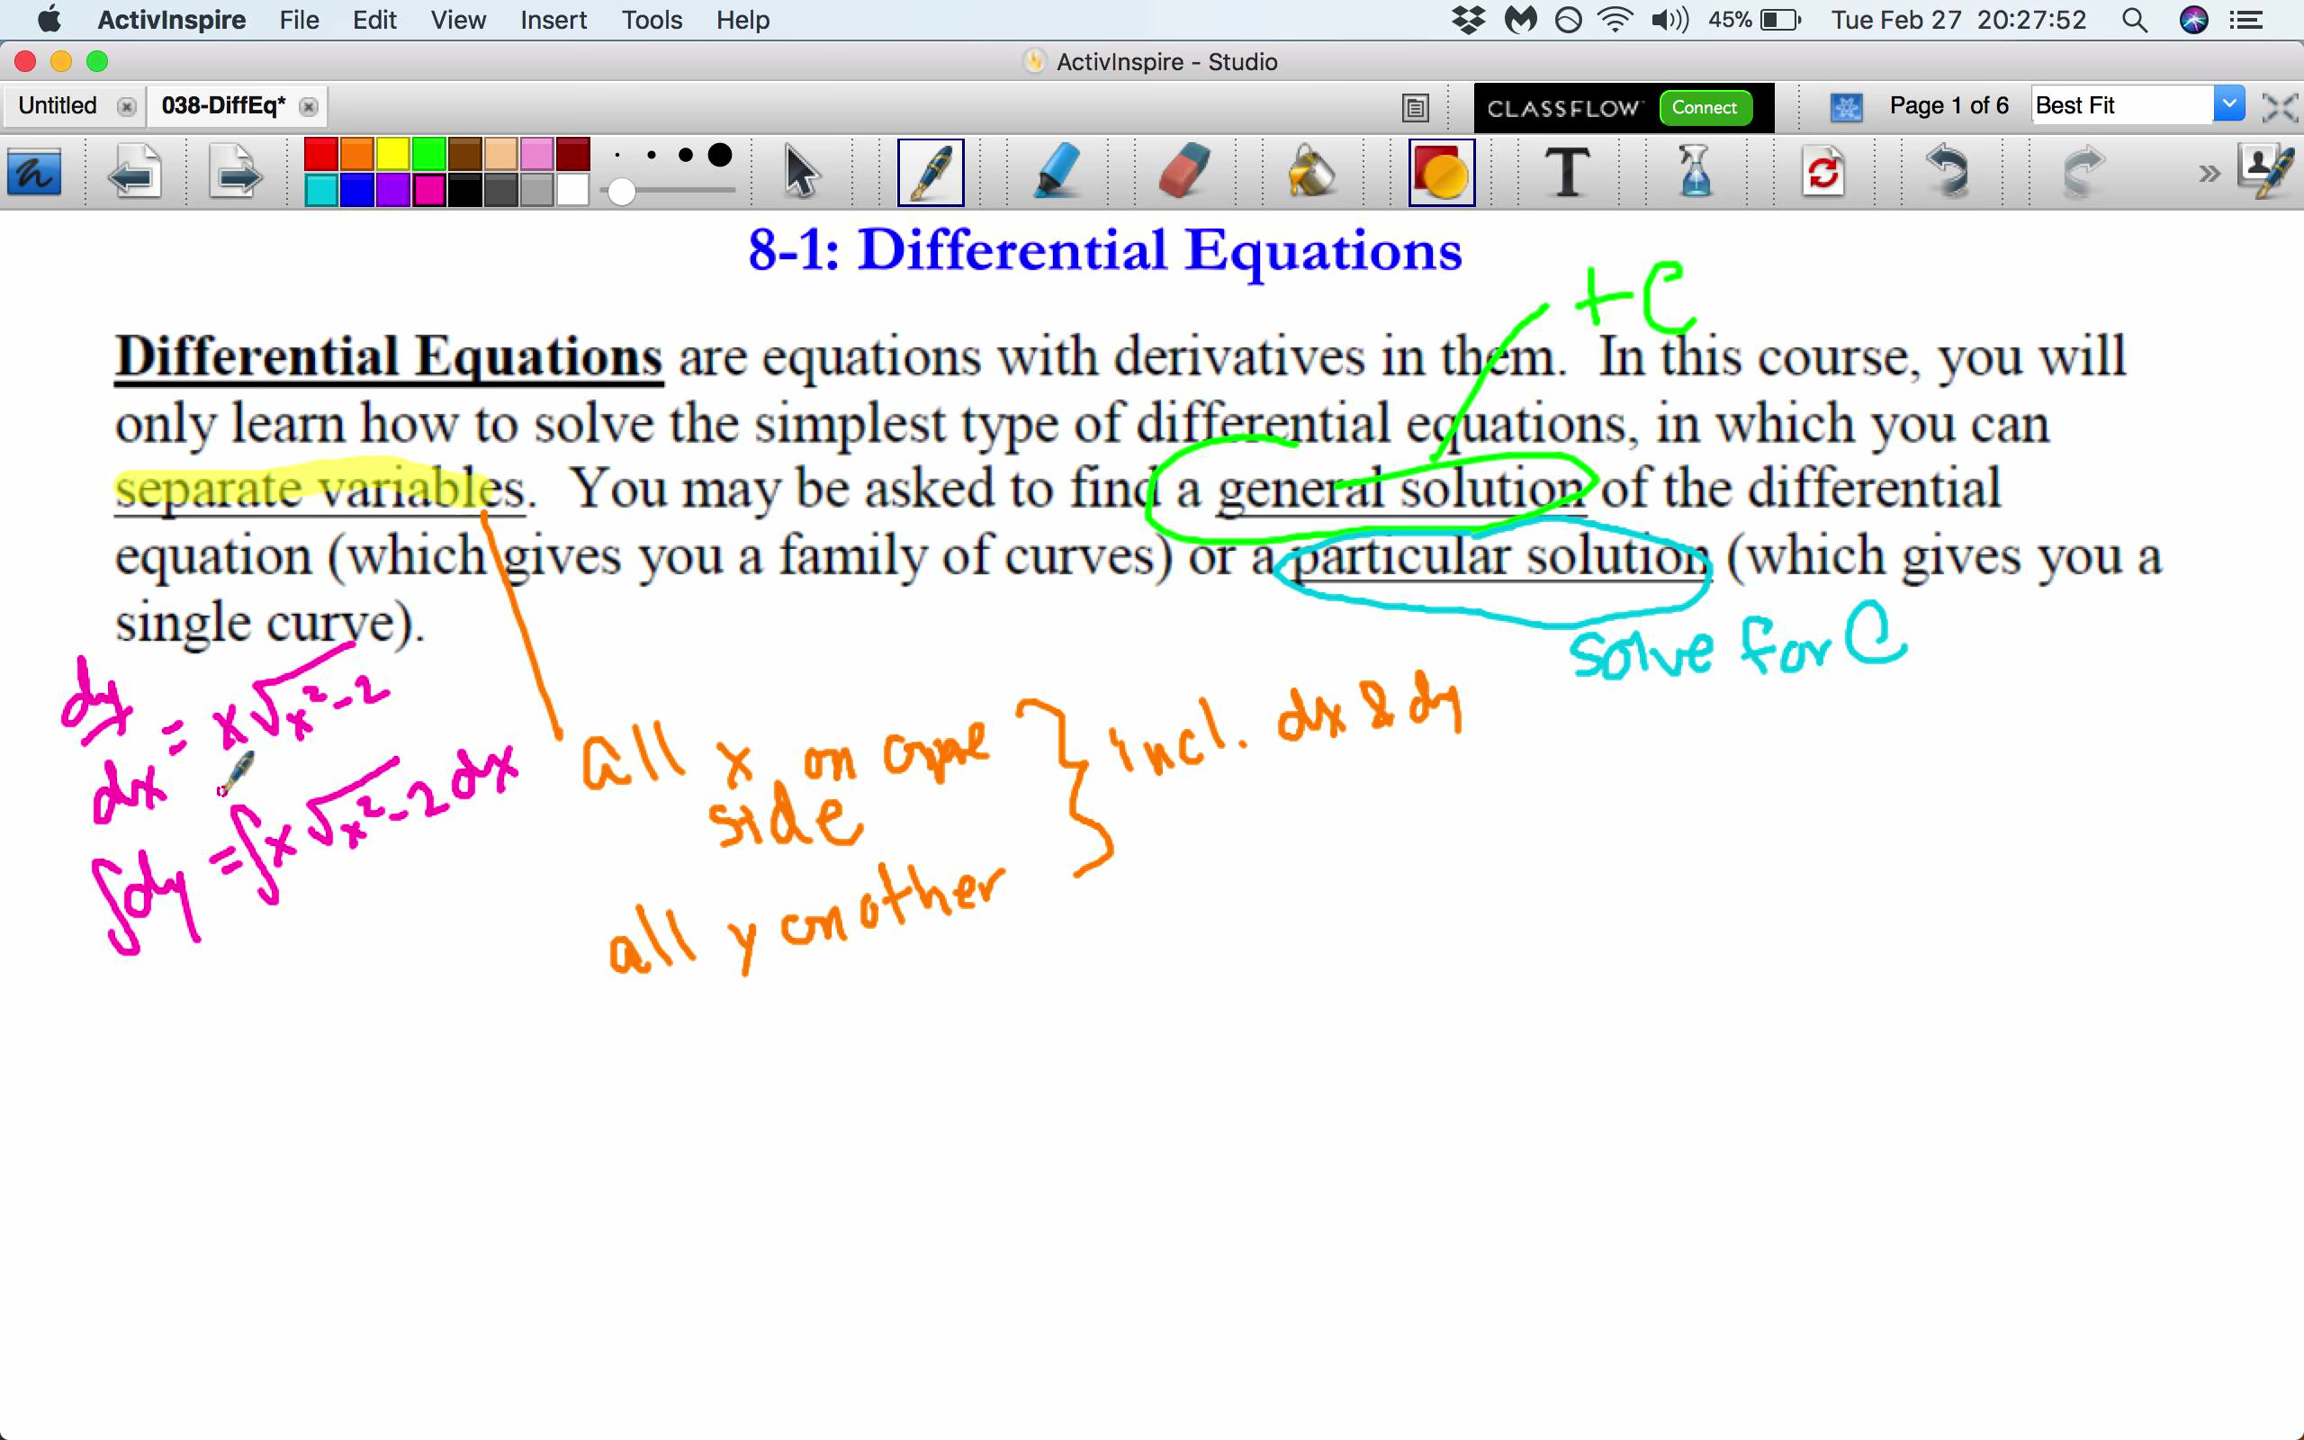 ActivInspire File Edit View Insert Tools Help 45% Tue Feb 27 20:27:52
ActivInspire - Studio
Untitled 038-DiffEq* CLASSFLOW Connect Page 1 of 6 Best Fit
T
8-1: Differential Equations
+C
Differential Equations are equations with derivatives in them. In this course, you will
only learn how to solve the simplest type of differential equations, in which you can
separate variables. You may be asked to find a general solution of the differential
equation (which gives you a family of curves) or a particular solution (which gives you a
single curve).
solve for C
dy/dx = x√x²-2
∫dy = ∫x√x²-2 dx
all x on one } incl. dx & dy
side
all y on other